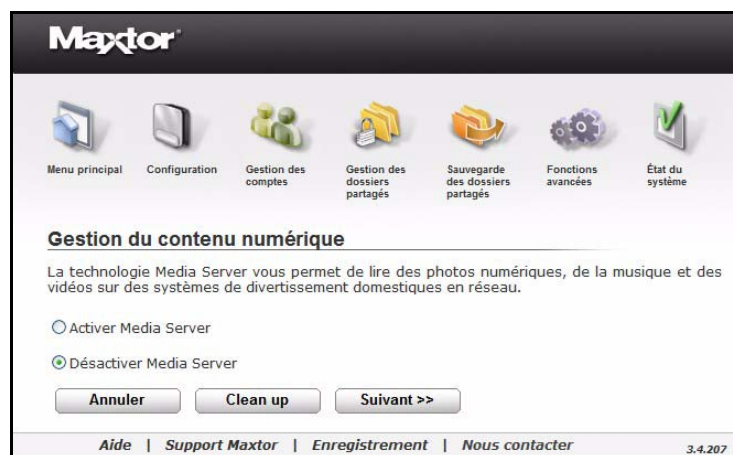 Maxtor
Menu principal
Configuration
Gestion des
comptes
Gestion des
dossiers
partagés
Sauvegarde
des dossiers
partagés
Fonctions
avancées
État du
système
Gestion du contenu numérique
La technologie Media Server vous permet de lire des photos numériques, de la musique et des
vidéos sur des systèmes de divertissement domestiques en réseau.
Activer Media Server
Désactiver Media Server
Annuler
Clean up
Suivant >>
Aide | Support Maxtor | Enregistrement | Nous contacter
3.4.207